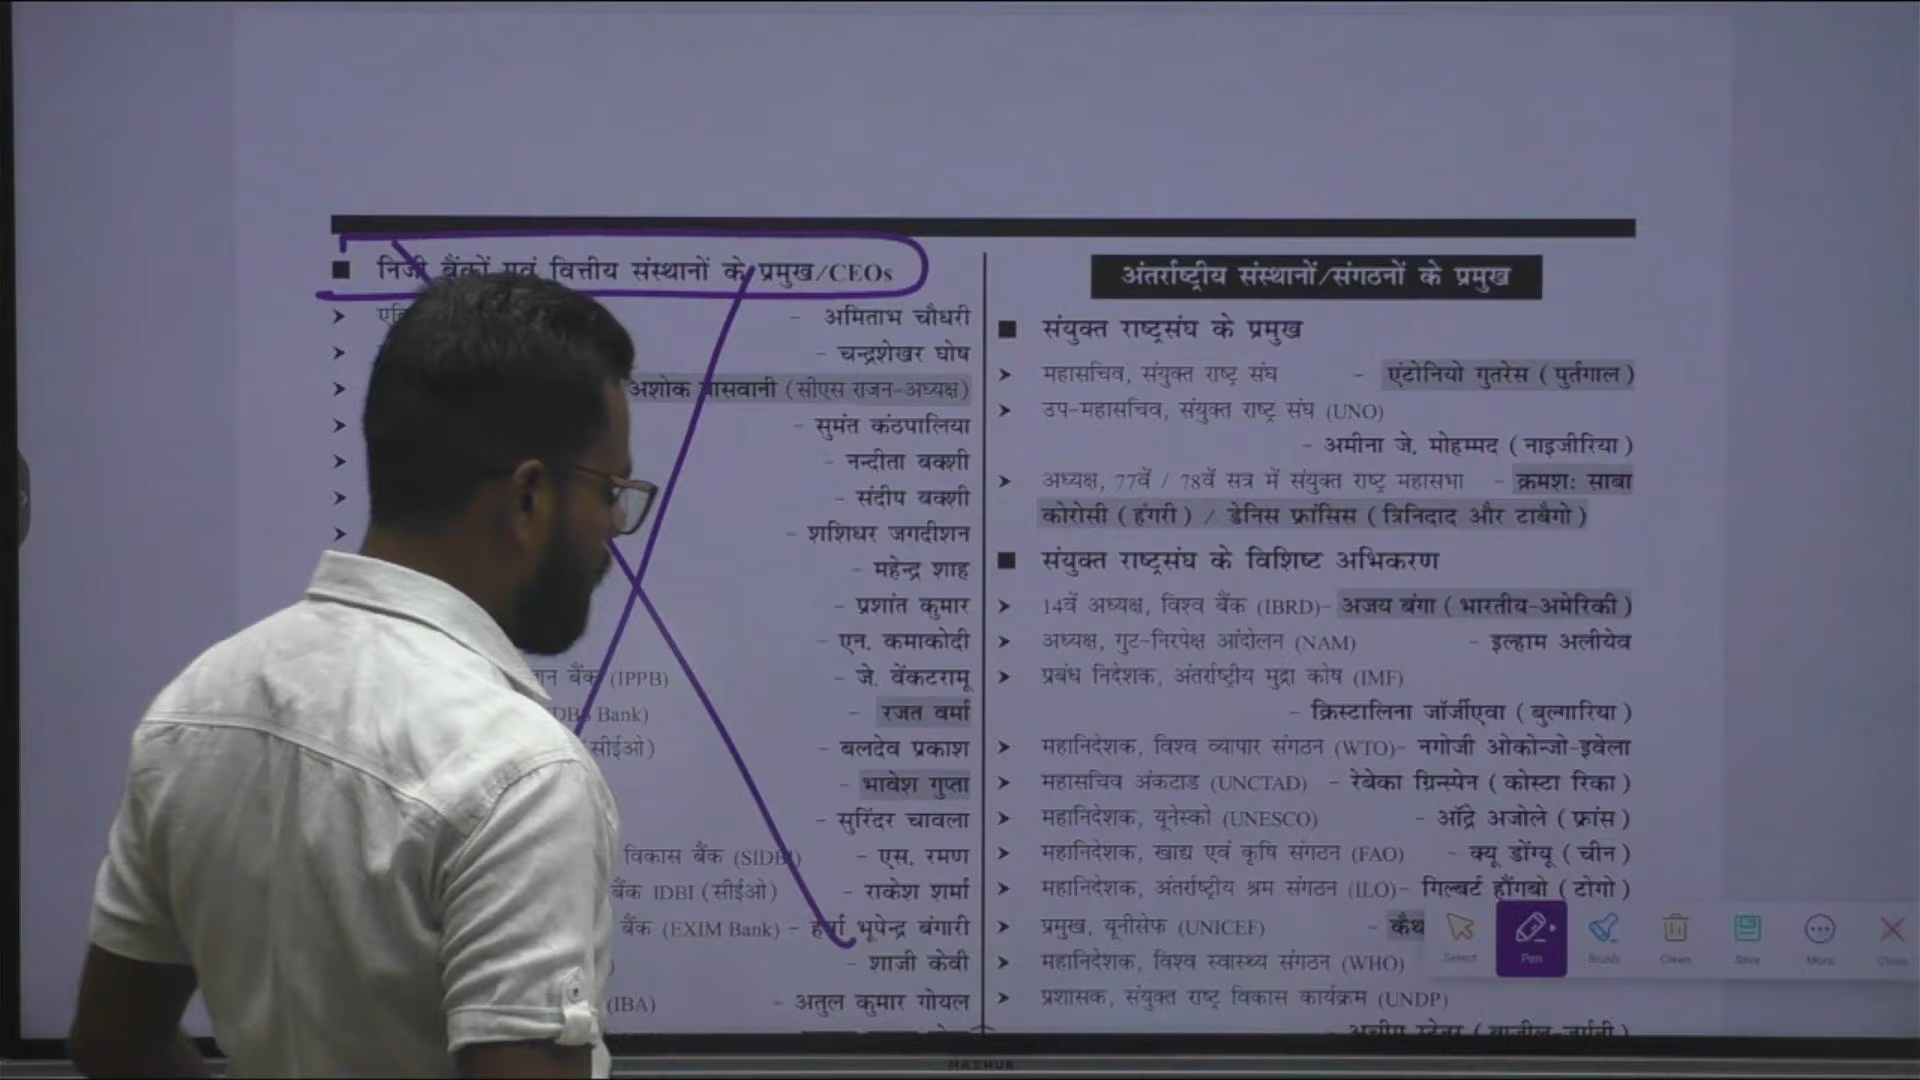 ■ निजी बैंकों एवं वित्तीय संस्थानों के प्रमुख/CEOs
- अमिताभ चौधरी
- चन्द्रशेखर घोष
अशोक वासवानी (सीएस राजन-अध्यक्ष)
- सुमंत कठपालिया
- नन्दीता बक्शी
- संदीप बक्शी
- शशिधर जगदीशन
- महेन्द्र शाह
- प्रशांत कुमार
- एन. कमाकोदी
बैंक (IPPB) - जे. वेंकटरामू
Bank) - रजत वर्मा
(सीईओ) - बलदेव प्रकाश
- भावेश गुप्ता
- सुरिंदर चावला
विकास बैंक (SIDBI) - एस. रमण
बैंक IDBI (सीईओ) - राकेश शर्मा
बैंक (EXIM Bank) - हर्षा भूपेन्द्र बंगारी
- शाजी केवी
(IBA) - अतुल कुमार गोयल
अंतर्राष्ट्रीय संस्थानों/संगठनों के प्रमुख
■ संयुक्त राष्ट्रसंघ के प्रमुख
➤ महासचिव, संयुक्त राष्ट्र संघ - एंटोनियो गुतरेस (पुर्तगाल)
➤ उप-महासचिव, संयुक्त राष्ट्र संघ (UNO)
- अमीना जे. मोहम्मद (नाइजीरिया)
➤ अध्यक्ष, 77वें / 78वें सत्र में संयुक्त राष्ट्र महासभा - क्रमशः साबा
कोरोसी (हंगरी) / डेनिस फ्रांसिस (त्रिनिदाद और टाबैगो)
■ संयुक्त राष्ट्रसंघ के विशिष्ट अभिकरण
➤ 14वें अध्यक्ष, विश्व बैंक (IBRD)- अजय बंगा (भारतीय-अमेरिकी)
➤ अध्यक्ष, गुट-निरपेक्ष आंदोलन (NAM) - इल्हाम अलीयेव
➤ प्रबंध निदेशक, अंतर्राष्ट्रीय मुद्रा कोष (IMF)
- क्रिस्टालिना जॉर्जीएवा (बुल्गारिया)
➤ महानिदेशक, विश्व व्यापार संगठन (WTO)- नगोजी ओकोन्जो-इवेला
➤ महासचिव अंकटाड (UNCTAD) - रेबेका ग्रिन्स्पेन (कोस्टा रिका)
➤ महानिदेशक, यूनेस्को (UNESCO) - ऑद्रे अजोले (फ्रांस)
➤ महानिदेशक, खाद्य एवं कृषि संगठन (FAO) - क्यू डोंग्यू (चीन)
➤ महानिदेशक, अंतर्राष्ट्रीय श्रम संगठन (ILO)- गिल्बर्ट हौंगबो (टोगो)
➤ प्रमुख, यूनीसेफ (UNICEF) -
➤ महानिदेशक, विश्व स्वास्थ्य संगठन (WHO)
➤ प्रशासक, संयुक्त राष्ट्र विकास कार्यक्रम (UNDP)
Select Pen Brush Clean Save More Close